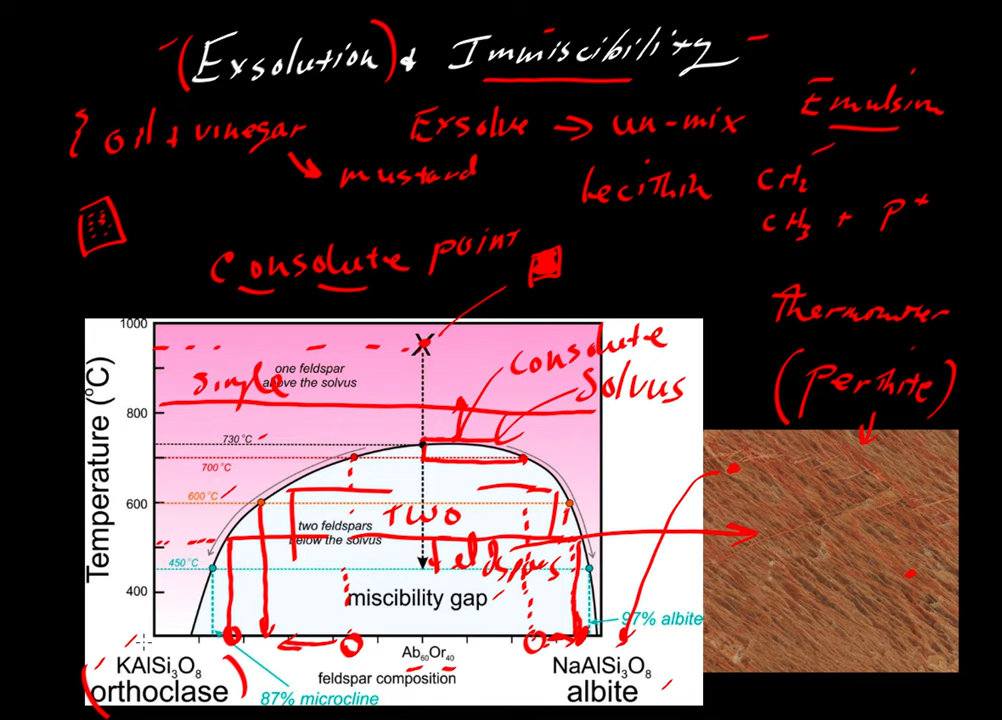 (Exsolution) & Immiscibility
{ oil + vinegar
mustard
Exsolve → un-mix
Emulsion
Lecithin
CH2
CH3 + P+
Consolute point
Thermometer
(Perthite)
Temperature (°C)
1000
800
600
400
X
one feldspar
above the solvus
single
consolute
solvus
730 °C
700 °C
600 °C
450 °C
two feldspars
below the solvus
TWO
feldspars
miscibility gap
97% albite
Ab60Or40
feldspar composition
KAlSi3O8
(orthoclase)
87% microcline
NaAlSi3O8
albite